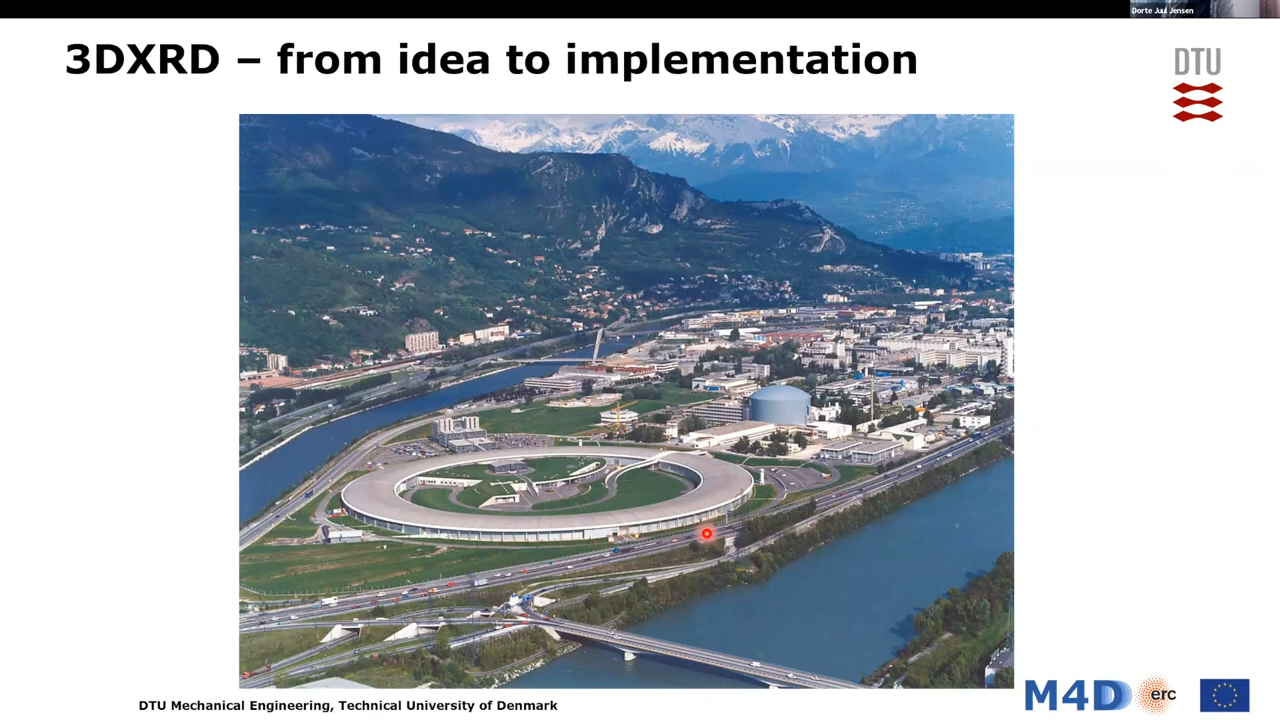 Dorte Juul Jensen
3DXRD – from idea to implementation
DTU
M4D
erc
DTU Mechanical Engineering, Technical University of Denmark